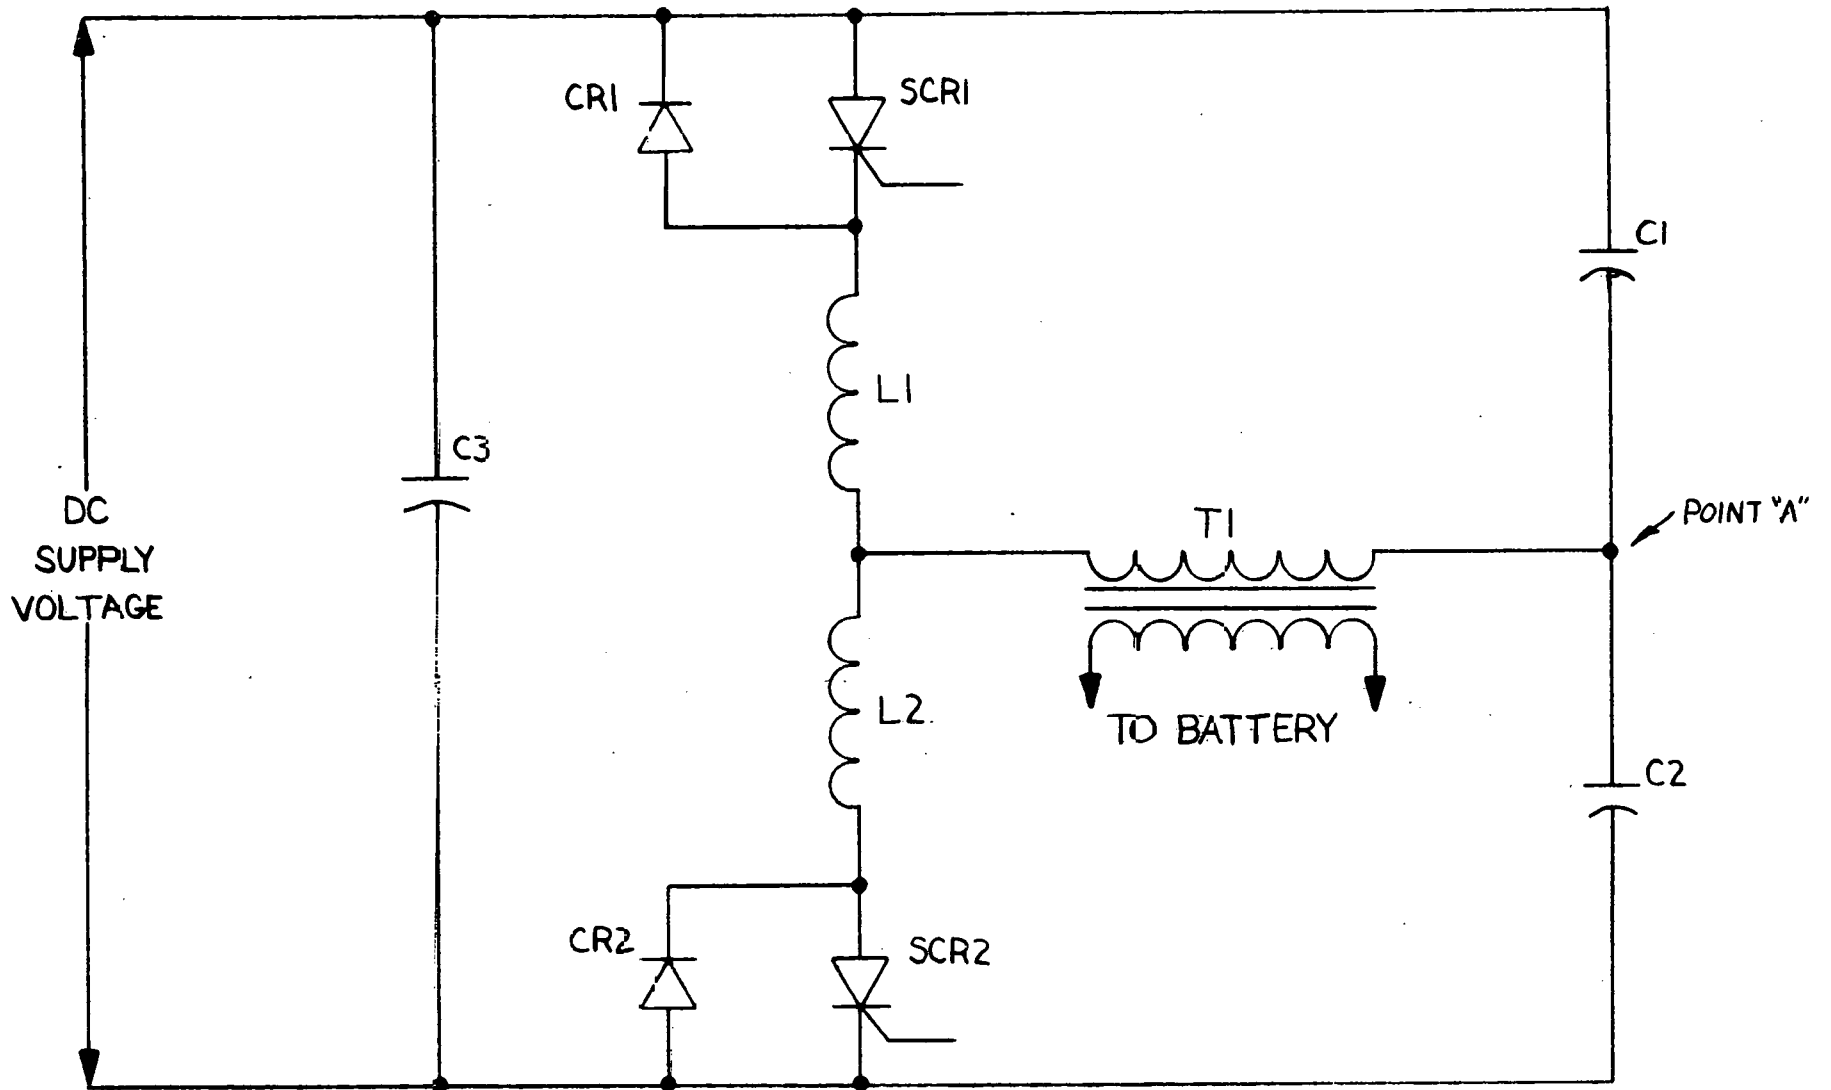 CR1
SCR1
C1
L1
C3
DC
SUPPLY
VOLTAGE
T1
POINT "A"
L2
TO BATTERY
C2
CR2
SCR2